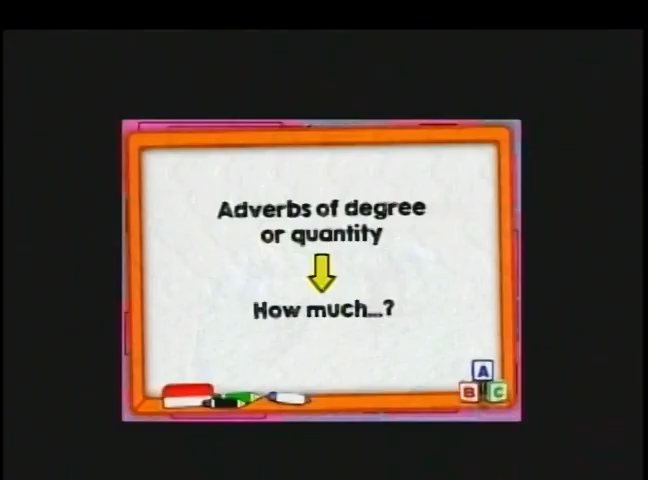 Adverbs of degree
or quantity
How much...?
A
B C